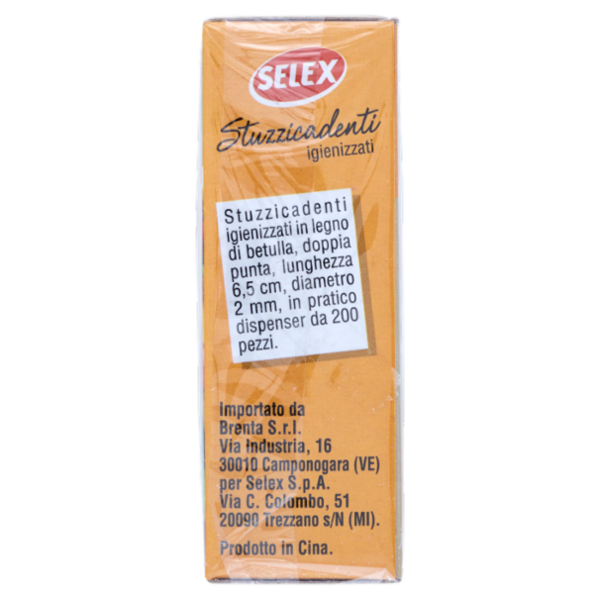 SELEX
Stuzzicadenti
igienizzati
Stuzzicadenti
igienizzati in legno
di betulla, doppia
punta, lunghezza
6,5 cm, diametro
2 mm, in pratico
dispenser da 200
pezzi.
Importato da
Brenta S.r.l.
Via Industria, 16
30010 Camponogara (VE)
per Selex S.p.A.
Via C. Colombo, 51
20090 Trezzano s/N (MI).
Prodotto in Cina.